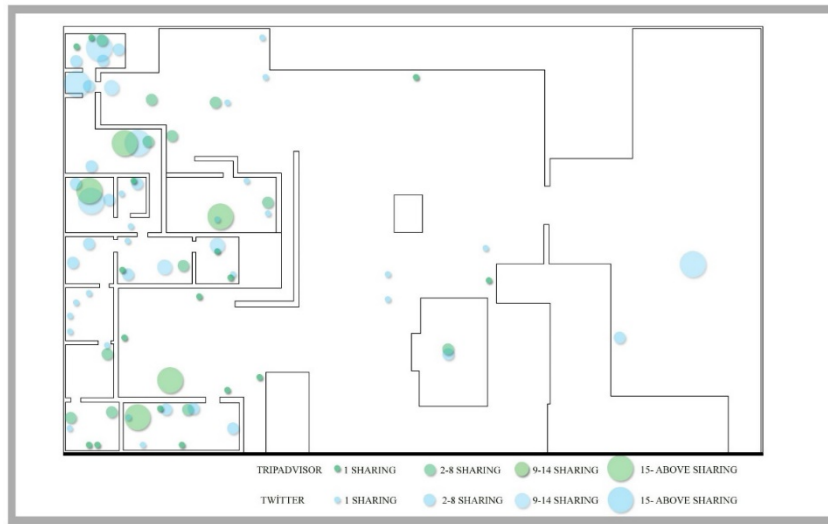 TRIPADVISOR 1 SHARING 2-8 SHARING 9-14 SHARING 15- ABOVE SHARING
TWİTTER 1 SHARING 2-8 SHARING 9-14 SHARING 15- ABOVE SHARING